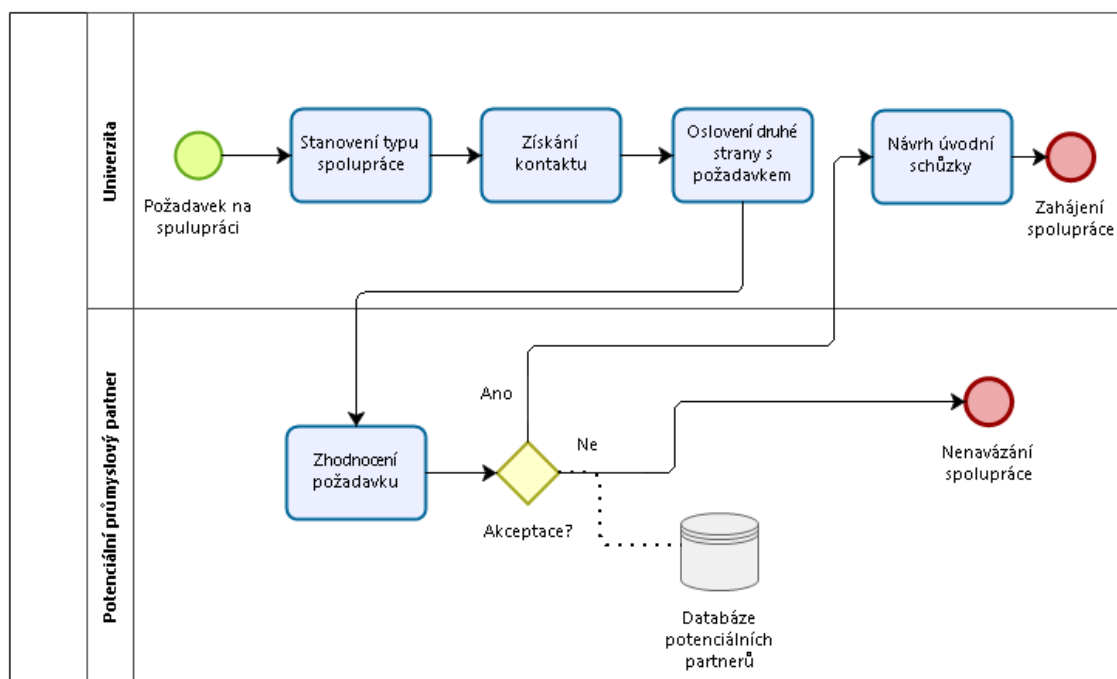 Univerzita
Požadavek na
spulupráci
Stanovení typu
spolupráce
Získání
kontaktu
Oslovení druhé
strany s
požadavkem
Návrh úvodní
schůzky
Zahájení
spolupráce
Potenciální průmyslový partner
Zhodnocení
požadavku
Ano
Ne
Akceptace?
Nenavázání
spolupráce
Databáze
potenciálních
partnerů